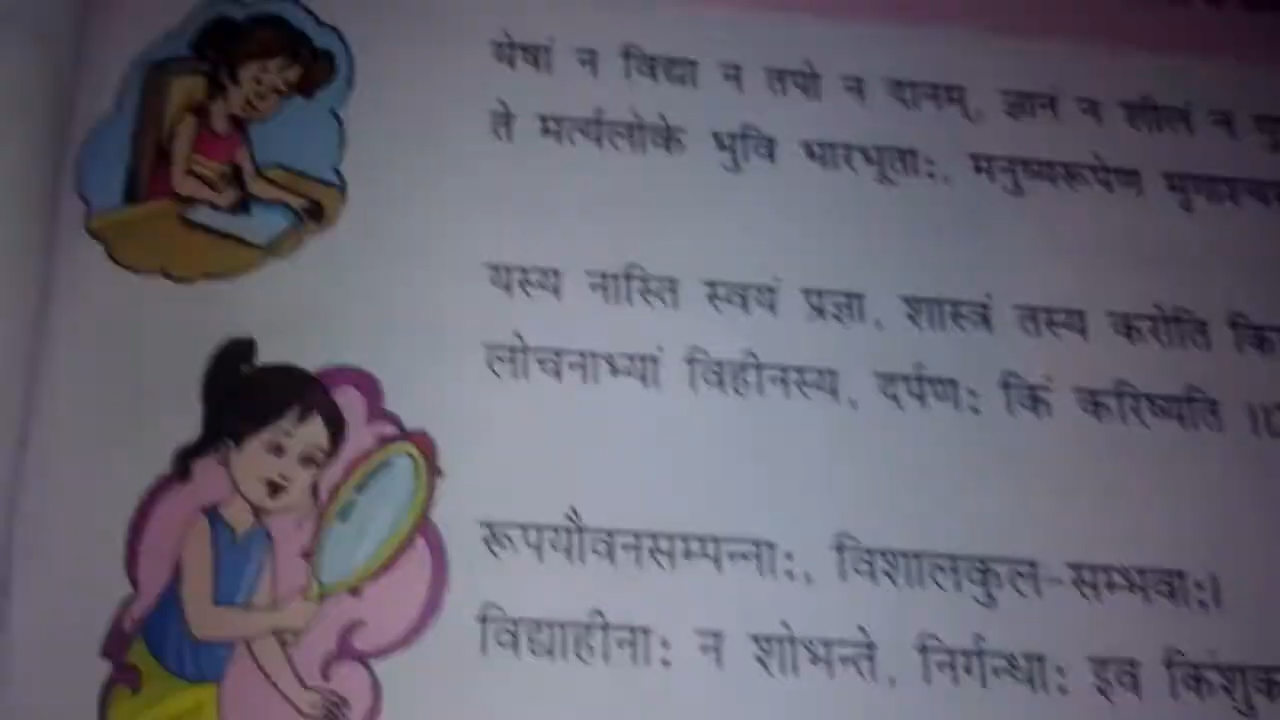 येषां न विद्या न तपो न दानम्, ज्ञानं न शीलं न
ते मर्त्यलोके भुवि भारभूताः, मनुष्यरूपेण
यस्य नास्ति स्वयं प्रज्ञा, शास्त्रं तस्य करोति
लोचनाभ्यां विहीनस्य, दर्पणः किं करिष्यति
रूपयौवनसम्पन्नाः, विशालकुल-सम्भवाः।
विद्याहीनाः न शोभन्ते, निर्गन्धाः इव